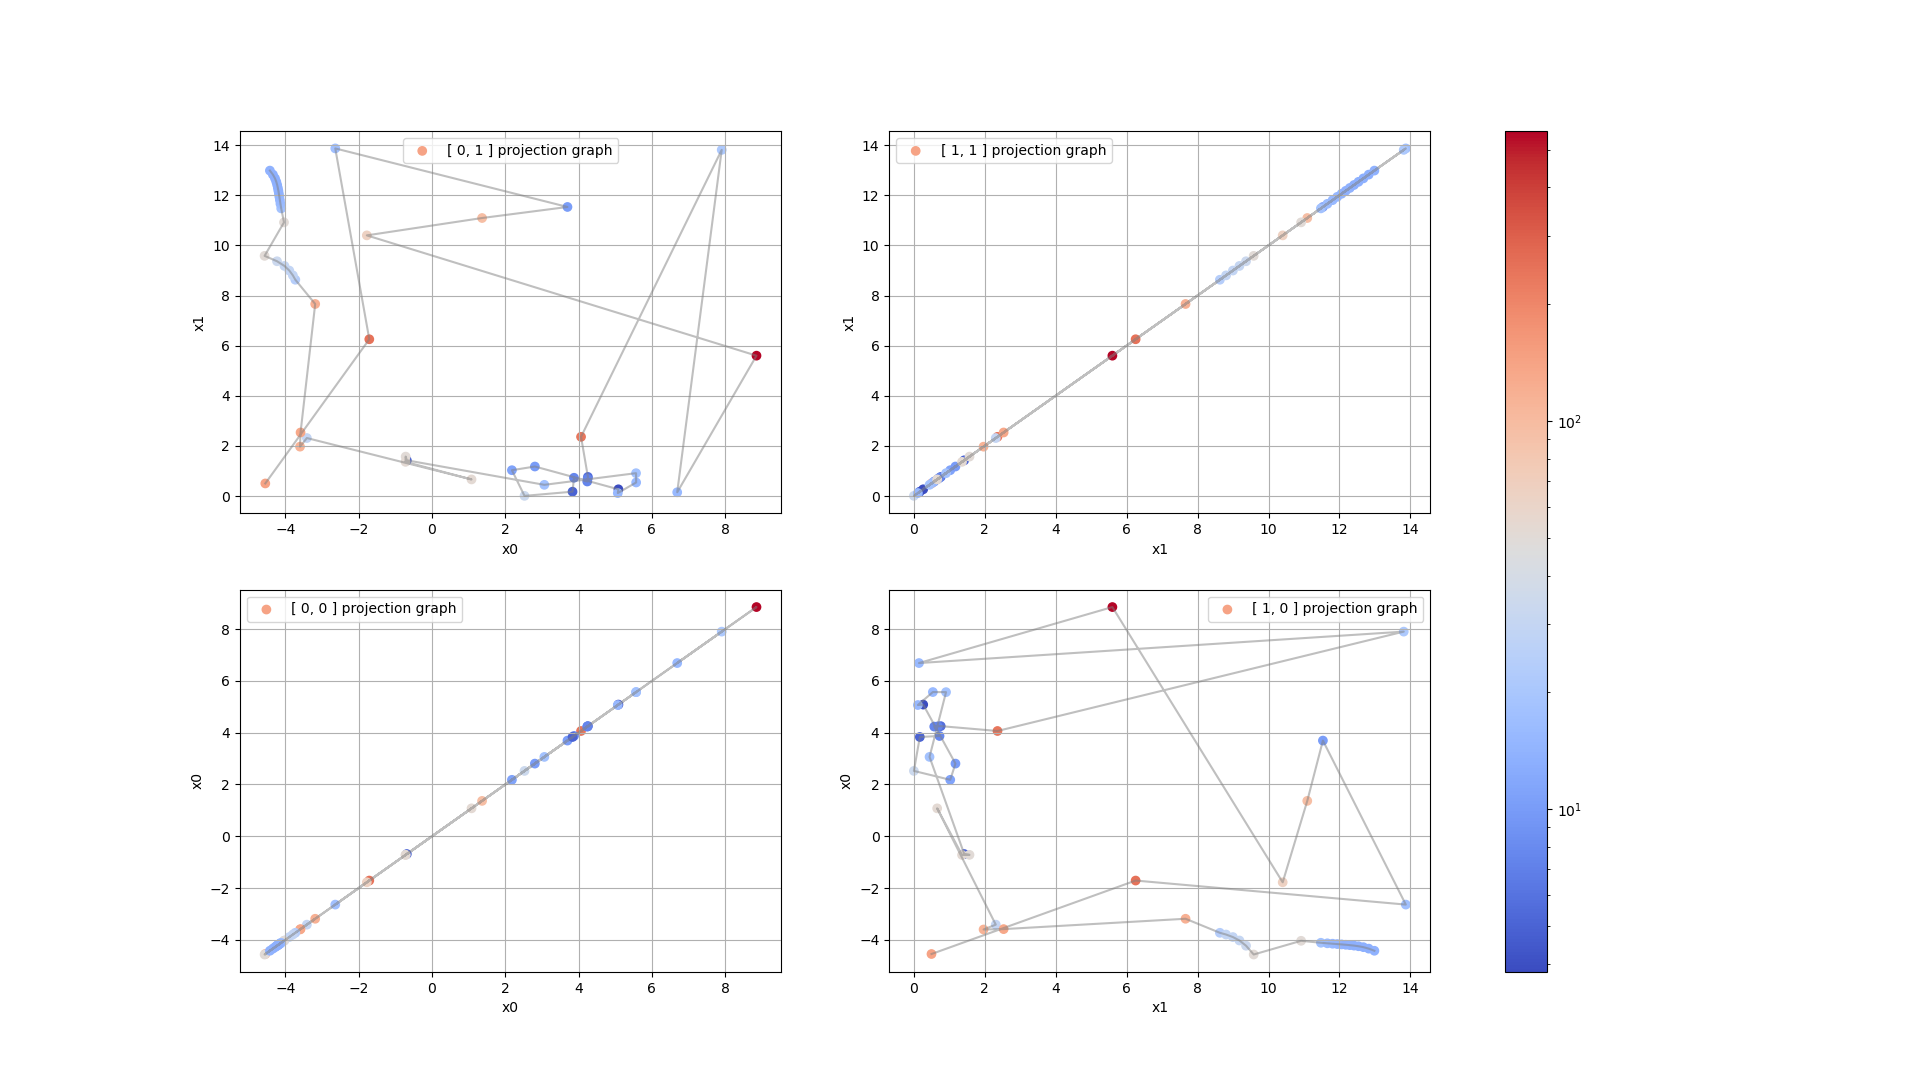 [ 0, 1 ] projection graph
14
12
10
8
6
4
2
0
x1
−4 −2 0 2 4 6 8
x0
[ 1, 1 ] projection graph
14
12
10
8
6
4
2
0
x1
0 2 4 6 8 10 12 14
x1
[ 0, 0 ] projection graph
8
6
4
2
0
−2
−4
x0
−4 −2 0 2 4 6 8
x0
[ 1, 0 ] projection graph
8
6
4
2
0
−2
−4
x0
0 2 4 6 8 10 12 14
x1
10²
10¹